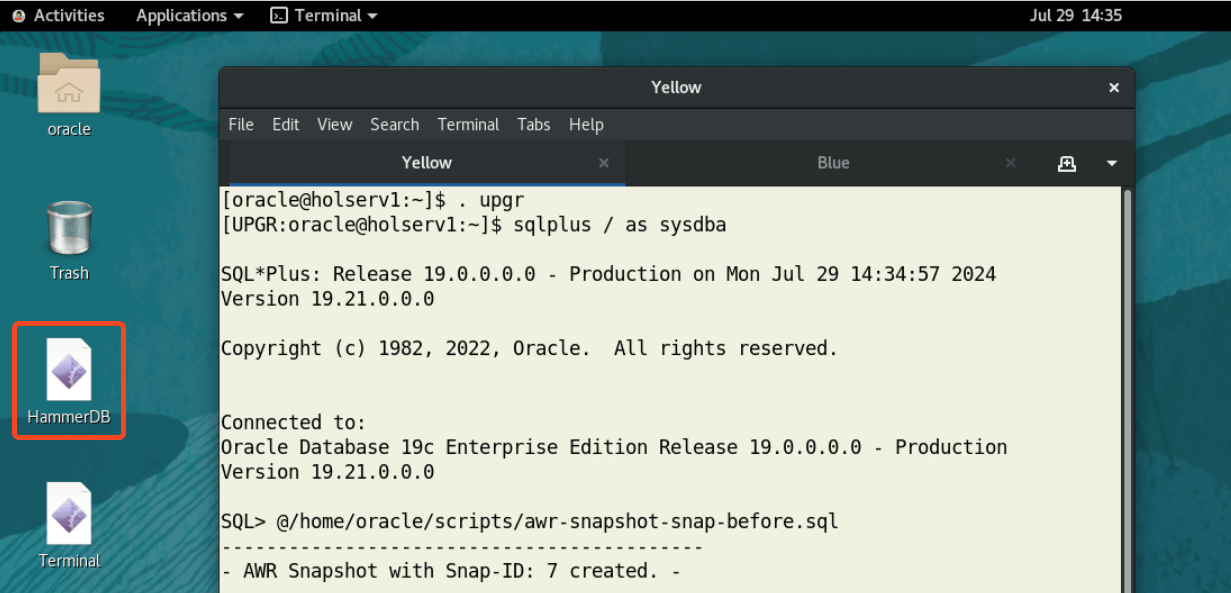 Activities Applications Terminal Jul 29 14:35
oracle
Trash
HammerDB
Terminal
Yellow
File Edit View Search Terminal Tabs Help
Yellow Blue
[oracle@holserv1:~]$ . upgr
[UPGR:oracle@holserv1:~]$ sqlplus / as sysdba
SQL*Plus: Release 19.0.0.0.0 - Production on Mon Jul 29 14:34:57 2024
Version 19.21.0.0.0
Copyright (c) 1982, 2022, Oracle.  All rights reserved.
Connected to:
Oracle Database 19c Enterprise Edition Release 19.0.0.0.0 - Production
Version 19.21.0.0.0
SQL> @/home/oracle/scripts/awr-snapshot-snap-before.sql
-------------------------------------------
- AWR Snapshot with Snap-ID: 7 created. -